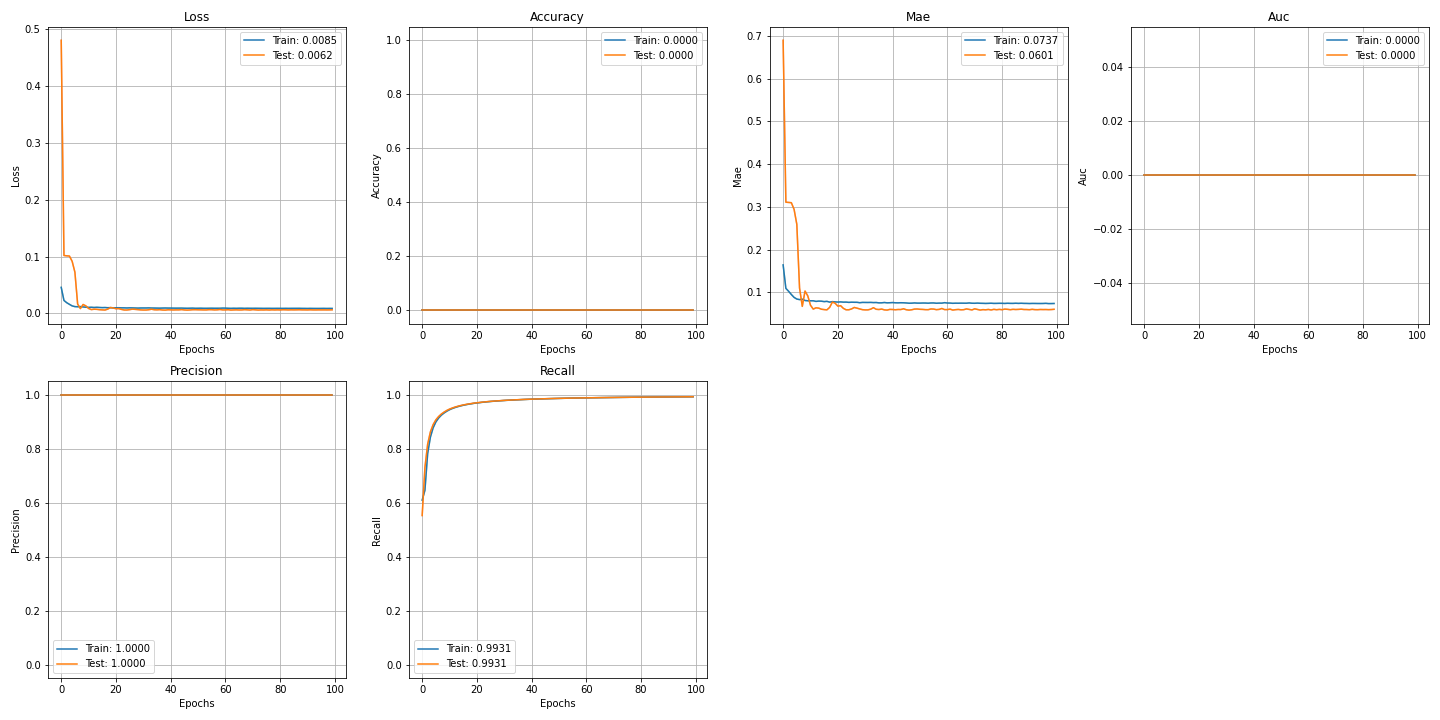 Loss
Train: 0.0085
Test: 0.0062
0.5
0.4
0.3
0.2
0.1
0.0
Loss
0 20 40 60 80 100
Epochs
Accuracy
Train: 0.0000
Test: 0.0000
1.0
0.8
0.6
0.4
0.2
0.0
Accuracy
0 20 40 60 80 100
Epochs
Mae
Train: 0.0737
Test: 0.0601
0.7
0.6
0.5
0.4
0.3
0.2
0.1
Mae
0 20 40 60 80 100
Epochs
Auc
Train: 0.0000
Test: 0.0000
0.04
0.02
0.00
−0.02
−0.04
Auc
0 20 40 60 80 100
Epochs
Precision
1.0
0.8
0.6
0.4
0.2
0.0
Precision
Train: 1.0000
Test: 1.0000
0 20 40 60 80 100
Epochs
Recall
1.0
0.8
0.6
0.4
0.2
0.0
Recall
Train: 0.9931
Test: 0.9931
0 20 40 60 80 100
Epochs